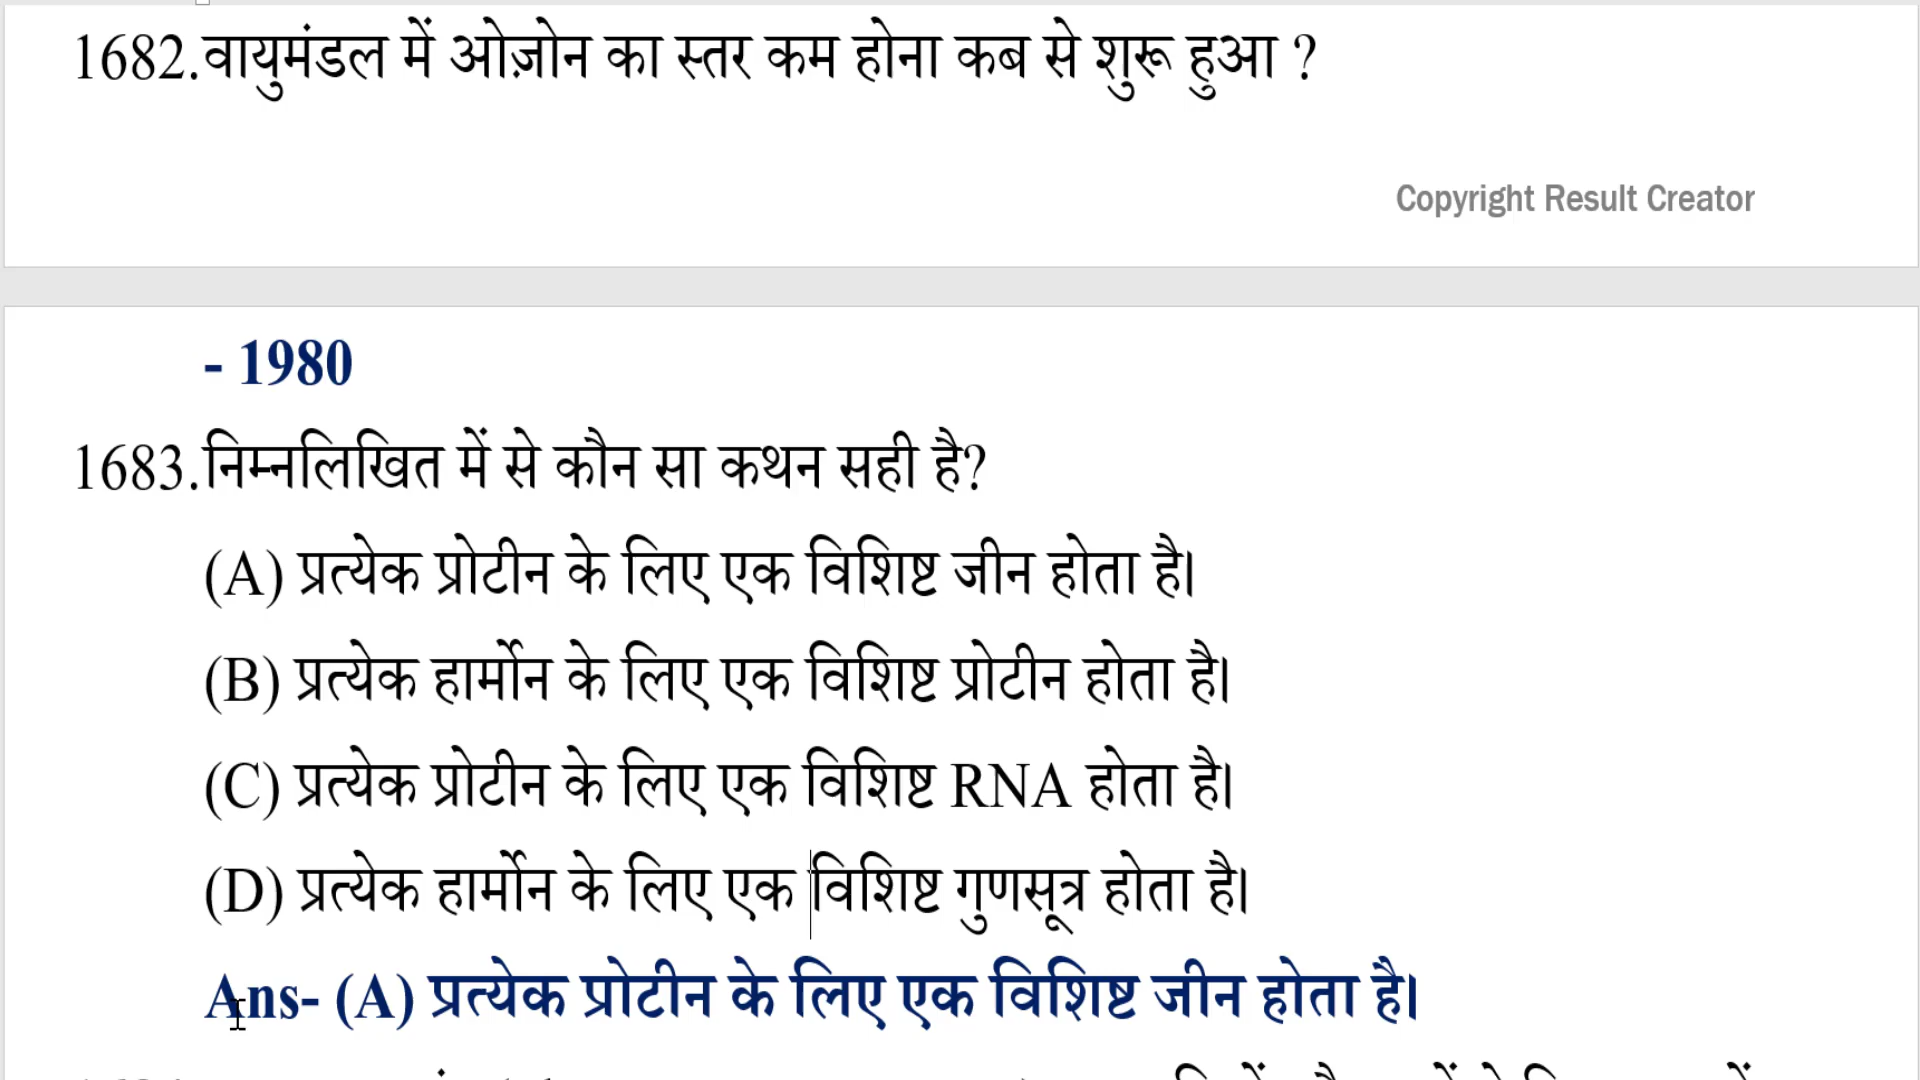 1682.वायुमंडल में ओज़ोन का स्तर कम होना कब से शुरू हुआ ?
Copyright Result Creator
- 1980
1683.निम्नलिखित में से कौन सा कथन सही है?
(A) प्रत्येक प्रोटीन के लिए एक विशिष्ट जीन होता है।
(B) प्रत्येक हार्मोन के लिए एक विशिष्ट प्रोटीन होता है।
(C) प्रत्येक प्रोटीन के लिए एक विशिष्ट RNA होता है।
(D) प्रत्येक हार्मोन के लिए एक विशिष्ट गुणसूत्र होता है।
Ans- (A) प्रत्येक प्रोटीन के लिए एक विशिष्ट जीन होता है।